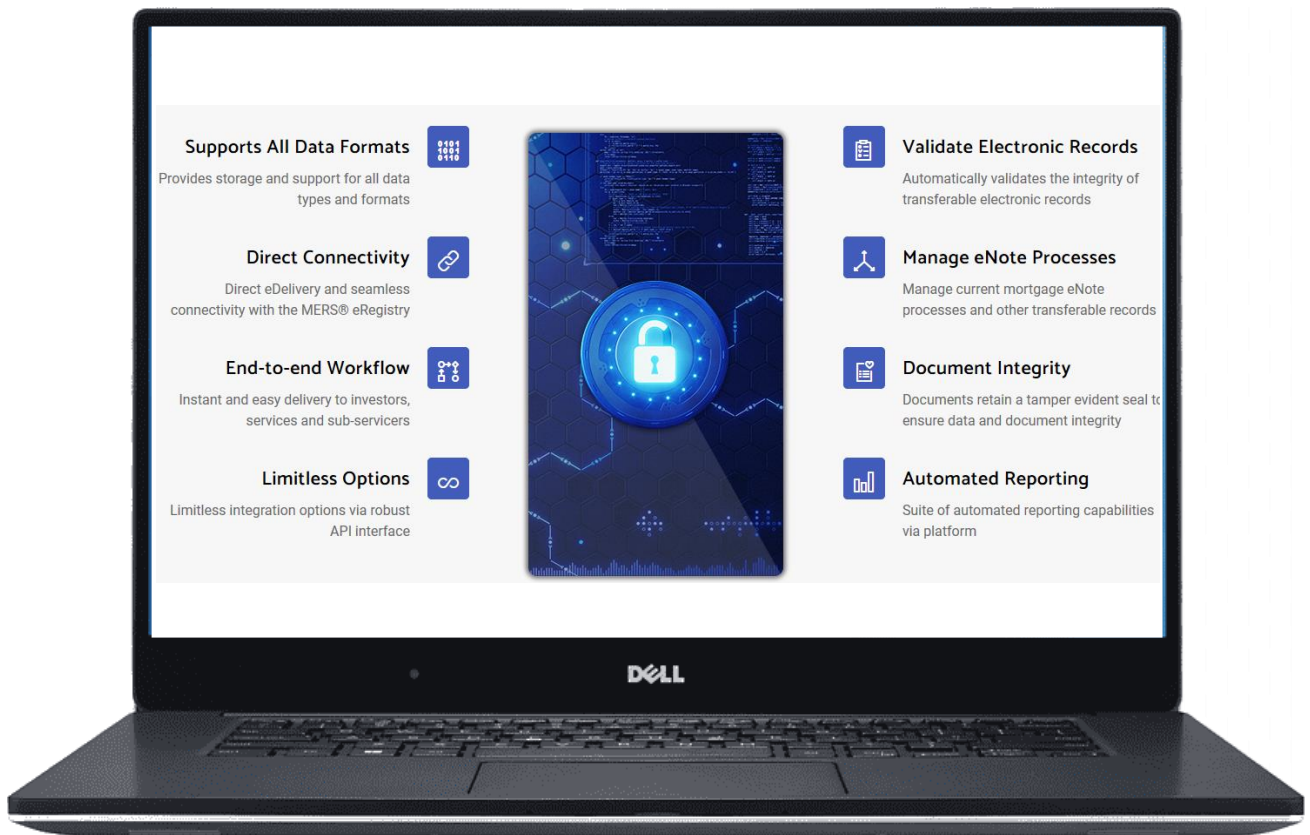 Supports All Data Formats
Provides storage and support for all data
types and formats
Direct Connectivity
Direct eDelivery and seamless
connectivity with the MERS® eRegistry
End-to-end Workflow
Instant and easy delivery to investors,
services and sub-servicers
Limitless Options
Limitless integration options via robust
API interface
0101
1001
0110
Validate Electronic Records
Automatically validates the integrity of
transferable electronic records
Manage eNote Processes
Manage current mortgage eNote
processes and other transferable records
Document Integrity
Documents retain a tamper evident seal to
ensure data and document integrity
Automated Reporting
Suite of automated reporting capabilities
via platform
DELL